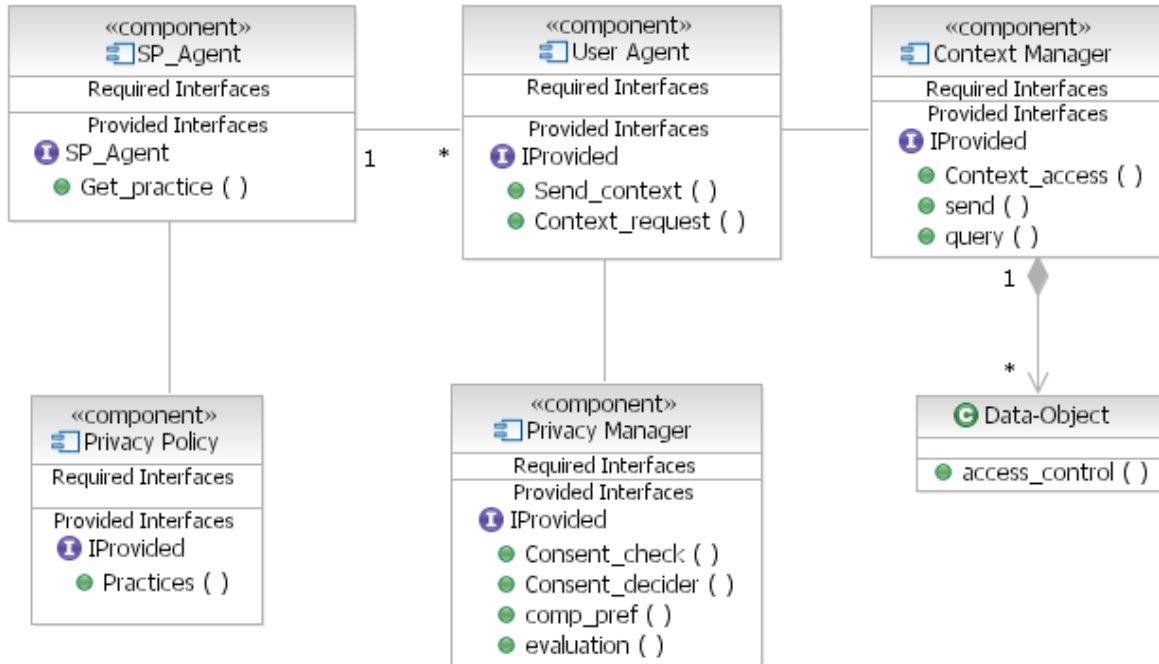 «component»
SP_Agent
Required Interfaces
Provided Interfaces
I SP_Agent
Get_practice ( )
1
*
«component»
User Agent
Required Interfaces
Provided Interfaces
I IProvided
Send_context ( )
Context_request ( )
«component»
Context Manager
Required Interfaces
Provided Interfaces
I IProvided
Context_access ( )
send ( )
query ( )
1
*
«component»
Privacy Policy
Required Interfaces
Provided Interfaces
I IProvided
Practices ( )
«component»
Privacy Manager
Required Interfaces
Provided Interfaces
I IProvided
Consent_check ( )
Consent_decider ( )
comp_pref ( )
evaluation ( )
C Data-Object
access_control ( )